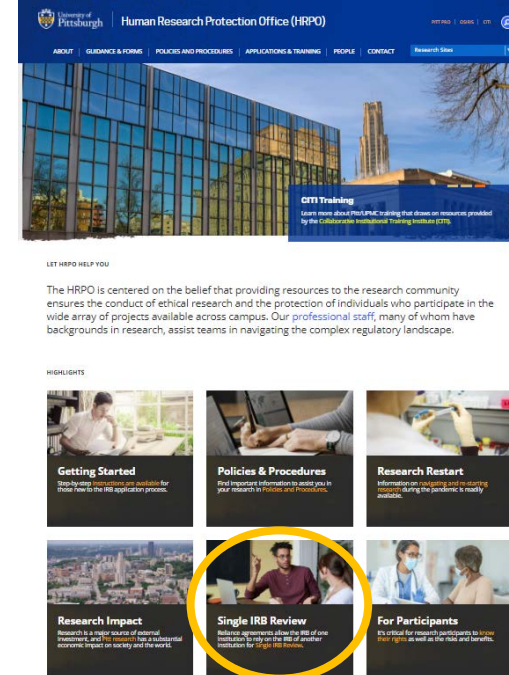 University of
Pittsburgh
Human Research Protection Office (HRPO)
PITT PRO | OSIRIS | CITI
ABOUT | GUIDANCE & FORMS | POLICIES AND PROCEDURES | APPLICATIONS & TRAINING | PEOPLE | CONTACT
Research Sites
CITI Training
Learn more about Pitt/UPMC training that draws on resources provided
by the Collaborative Institutional Training Institute (CITI).
LET HRPO HELP YOU
The HRPO is centered on the belief that providing resources to the research community
ensures the conduct of ethical research and the protection of individuals who participate in the
wide array of projects available across campus. Our professional staff, many of whom have
backgrounds in research, assist teams in navigating the complex regulatory landscape.
HIGHLIGHTS
Getting Started
Step-by-step instructions are available for
those new to the IRB application process.
Policies & Procedures
Find important information to assist you in
your research in Policies and Procedures.
Research Restart
Information on navigating and re-starting
research during the pandemic is readily
available.
Research Impact
Research is a major source of external
investment, and Pitt research has a substantial
economic impact on society and the world.
Single IRB Review
Reliance agreements allow the IRB of one
institution to rely on the IRB of another
institution for Single IRB Review.
For Participants
It's critical for research participants to know
their rights as well as the risks and benefits.